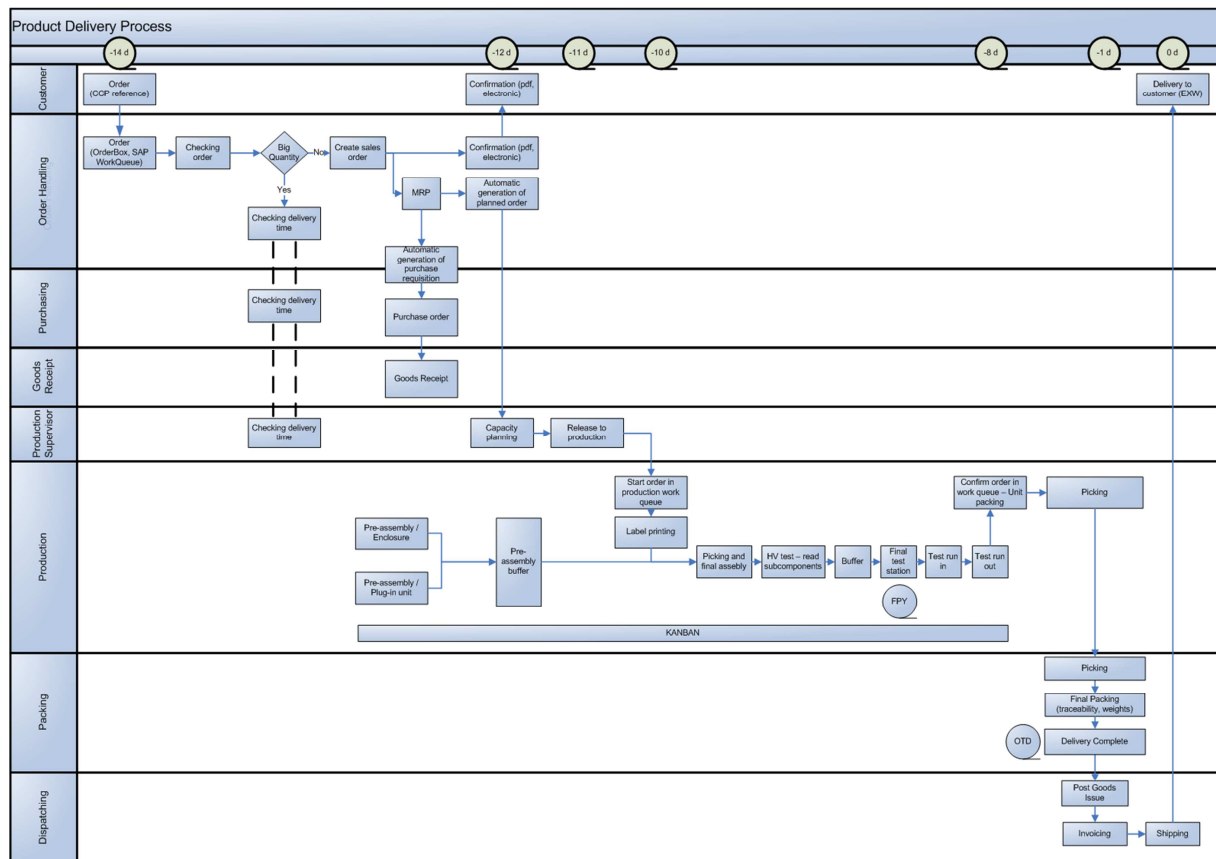 Product Delivery Process
-14 d
-12 d
-11 d
-10 d
-8 d
-1 d
0 d
Customer
Order
(CCP reference)
Confirmation (pdf,
electronic)
Delivery to
customer (EXW)
Order Handling
Order
(OrderBox, SAP
WorkQueue)
Checking
order
Big
Quantity
No
Yes
Create sales
order
Confirmation (pdf,
electronic)
MRP
Automatic
generation of
planned order
Checking delivery
time
Automatic
generation of
purchase
requisition
Purchasing
Checking delivery
time
Purchase order
Goods
Receipt
Goods Receipt
Production
Supervisor
Checking delivery
time
Capacity
planning
Release to
production
Production
Start order in
production work
queue
Confirm order in
work queue – Unit
packing
Picking
Label printing
Pre-assembly /
Enclosure
Pre-assembly /
Plug-in unit
Pre-
assembly
buffer
Picking and
final assebly
HV test – read
subcomponents
Buffer
Final
test
station
Test run
in
Test run
out
FPY
KANBAN
Packing
Picking
Final Packing
(traceability, weights)
OTD
Delivery Complete
Dispatching
Post Goods
Issue
Invoicing
Shipping